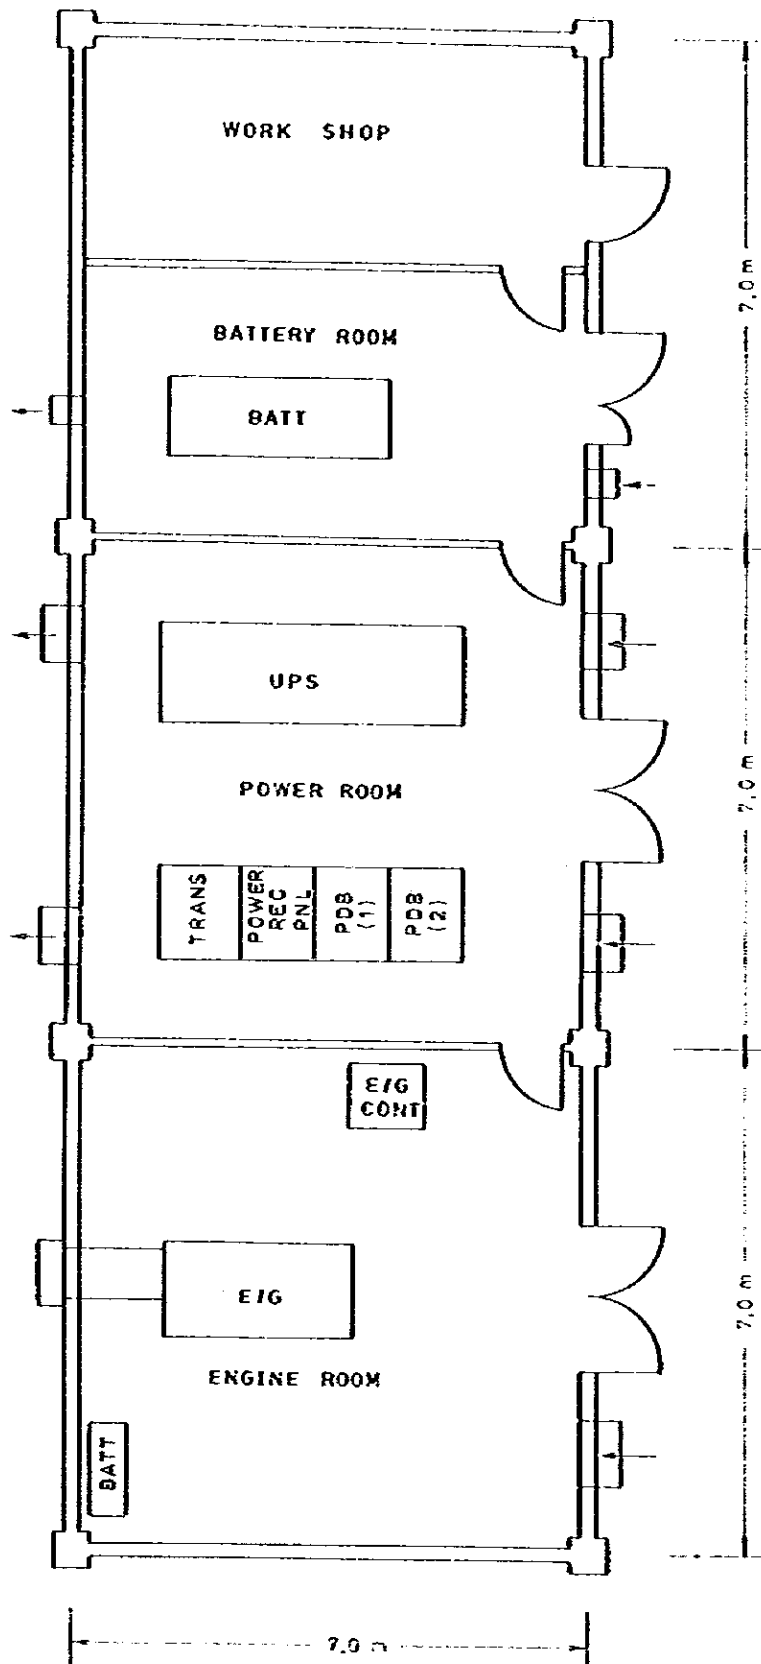 WORK SHOP
7.0 m
BATTERY ROOM
BATT
UPS
7.0 m
POWER ROOM
TRANS
POWER
REG
PNL
PDB
(1)
PDB
(2)
E/G
CONT
E/G
7.0 m
ENGINE ROOM
BATT
7.0 m